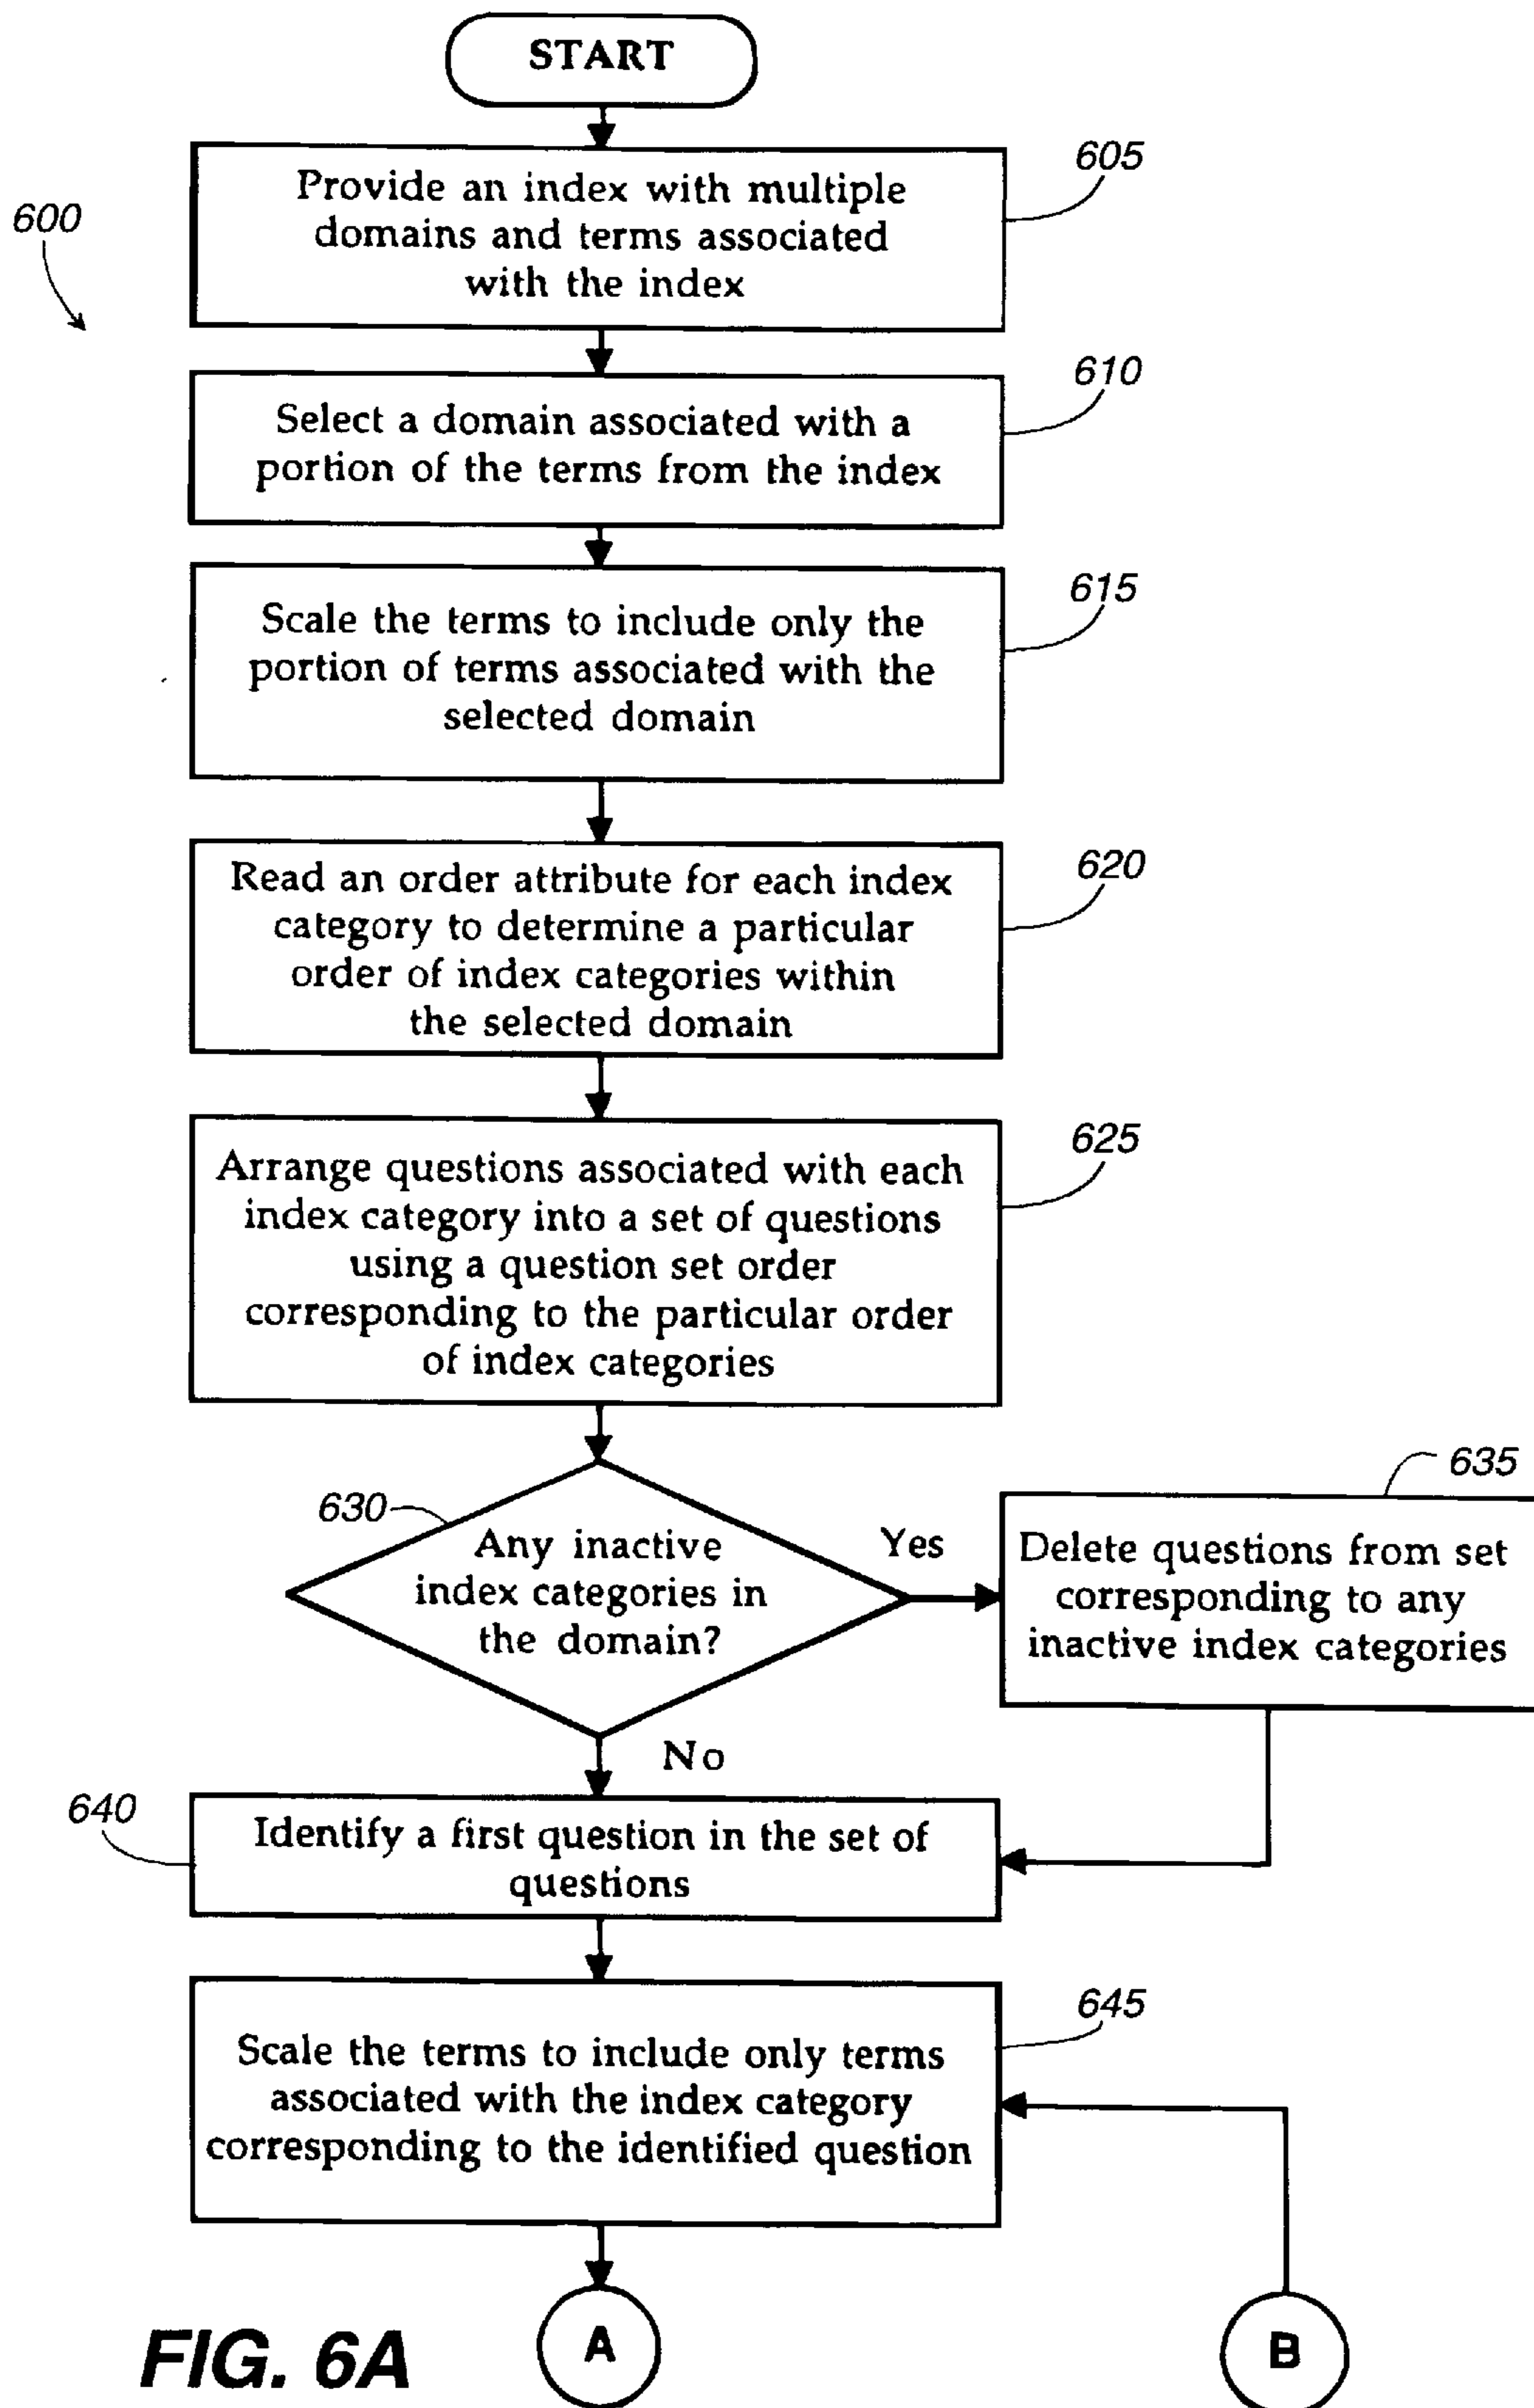 START
605
Provide an index with multiple
domains and terms associated
with the index
600
610
Select a domain associated with a
portion of the terms from the index
615
Scale the terms to include only the
portion of terms associated with the
selected domain
620
Read an order attribute for each index
category to determine a particular
order of index categories within
the selected domain
625
Arrange questions associated with each
index category into a set of questions
using a question set order
corresponding to the particular order
of index categories
630
Any inactive
index categories in
the domain?
Yes
635
Delete questions from set
corresponding to any
inactive index categories
No
640
Identify a first question in the set of
questions
645
Scale the terms to include only terms
associated with the index category
corresponding to the identified question
A
B
FIG. 6A